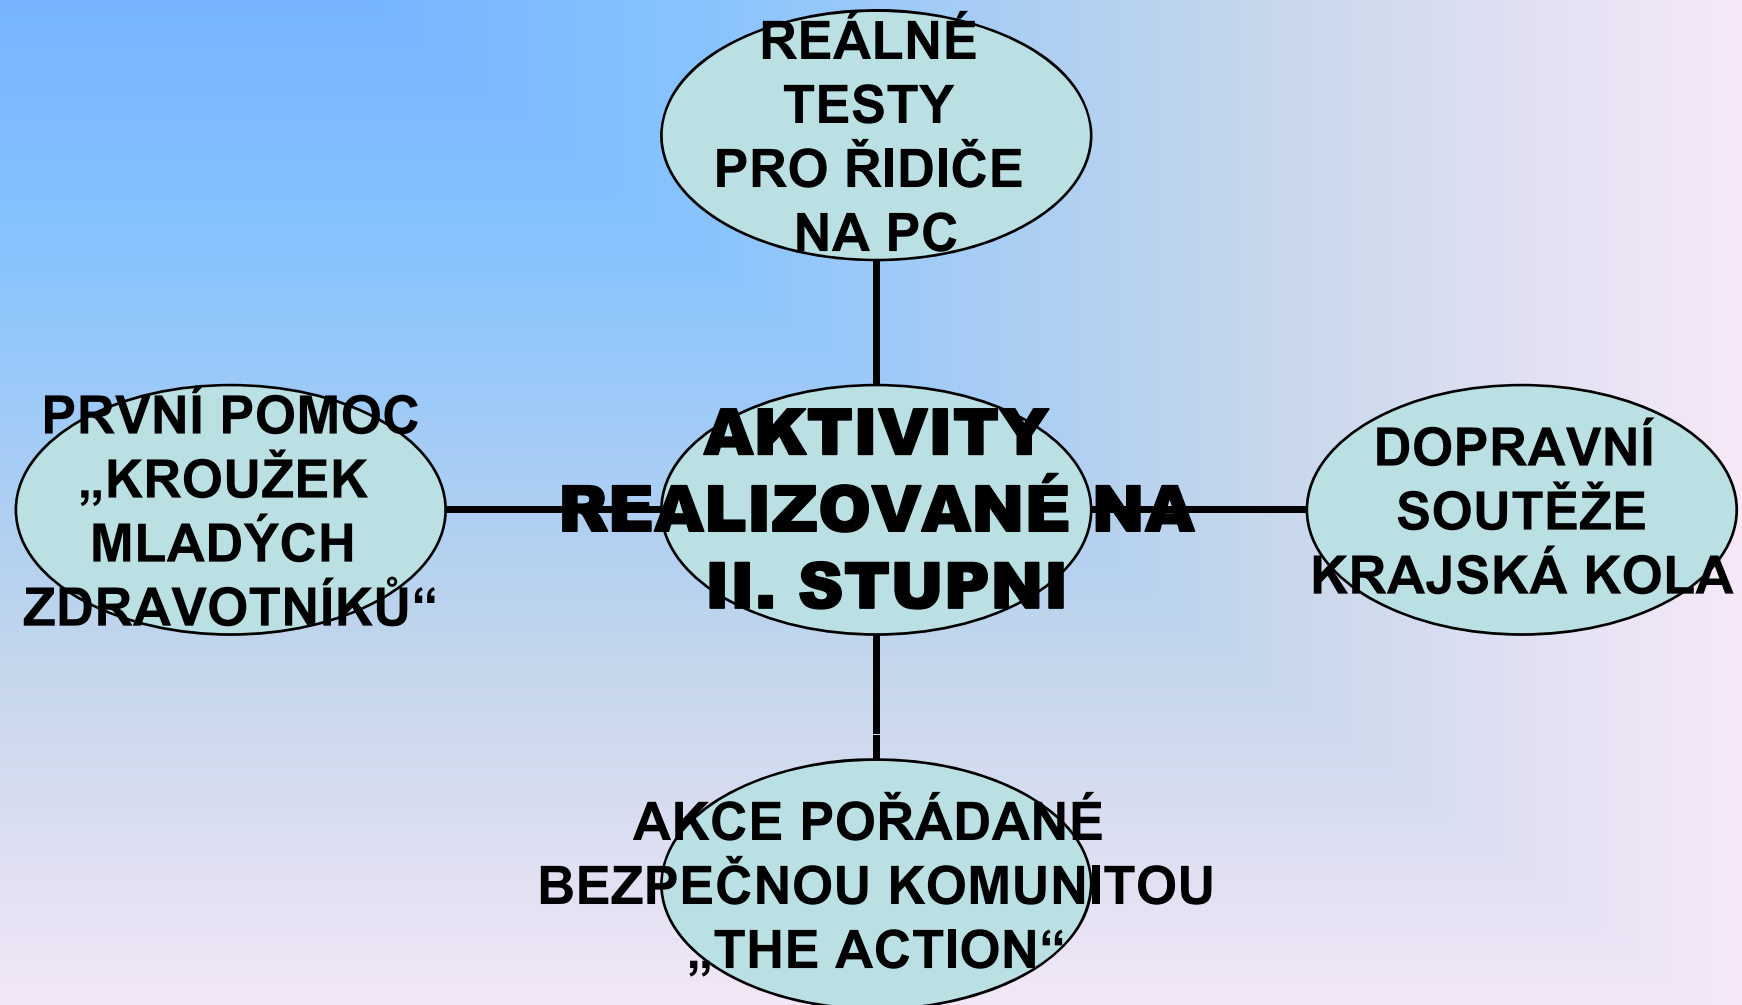 REÁLNÉ
TESTY
PRO ŘIDIČE
NA PC
PRVNÍ POMOC
„KROUŽEK
MLADÝCH
ZDRAVOTNÍKŮ“
AKTIVITY
REALIZOVANÉ NA
II. STUPNI
DOPRAVNÍ
SOUTĚŽE
KRAJSKÁ KOLA
AKCE POŘÁDANÉ
BEZPEČNOU KOMUNITOU
„THE ACTION“